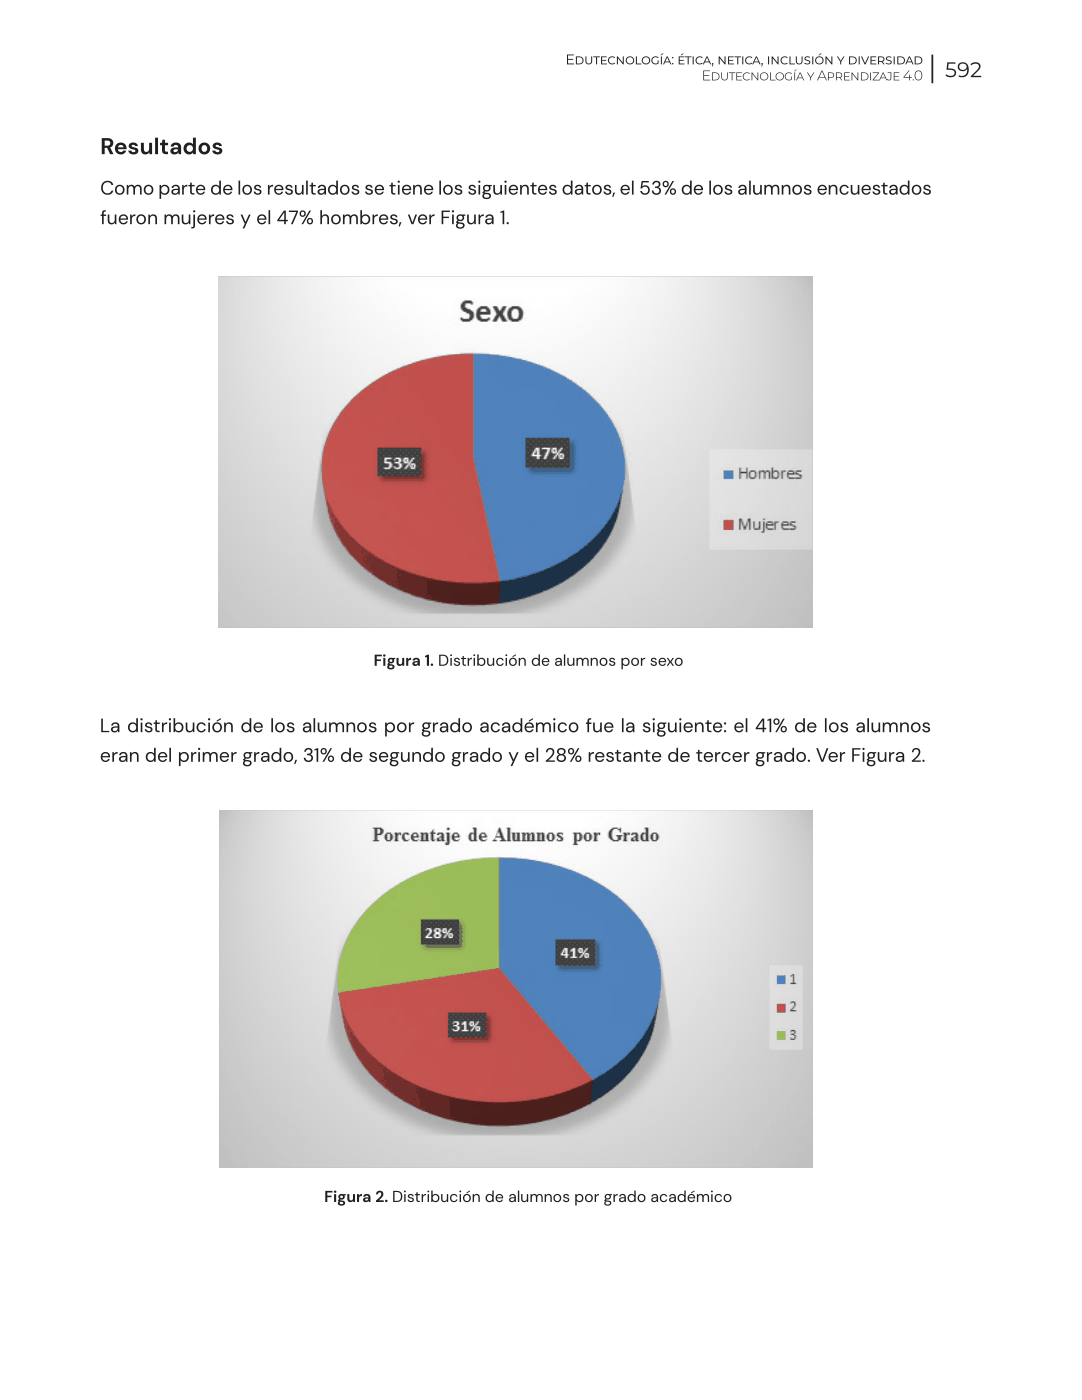 Edutecnología: ética, netica, inclusión y diversidad
Edutecnología y Aprendizaje 4.0
592
Resultados
Como parte de los resultados se tiene los siguientes datos, el 53% de los alumnos encuestados
fueron mujeres y el 47% hombres, ver Figura 1.
Sexo
53%
47%
Hombres
Mujeres
Figura 1. Distribución de alumnos por sexo
La distribución de los alumnos por grado académico fue la siguiente: el 41% de los alumnos
eran del primer grado, 31% de segundo grado y el 28% restante de tercer grado. Ver Figura 2.
Porcentaje de Alumnos por Grado
28%
41%
31%
1
2
3
Figura 2. Distribución de alumnos por grado académico